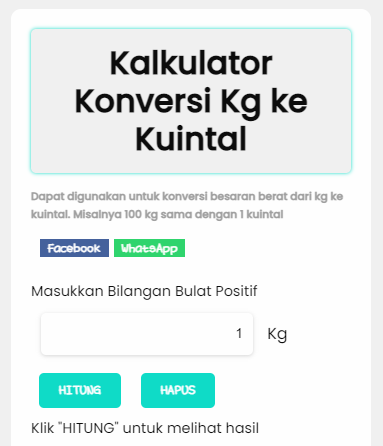 Kalkulator
Konversi Kg ke
Kuintal
Dapat digunakan untuk konversi besaran berat dari kg ke
kuintal. Misalnya 100 kg sama dengan 1 kuintal
Facebook WhatsApp
Masukkan Bilangan Bulat Positif
1 Kg
HITUNG HAPUS
Klik "HITUNG" untuk melihat hasil